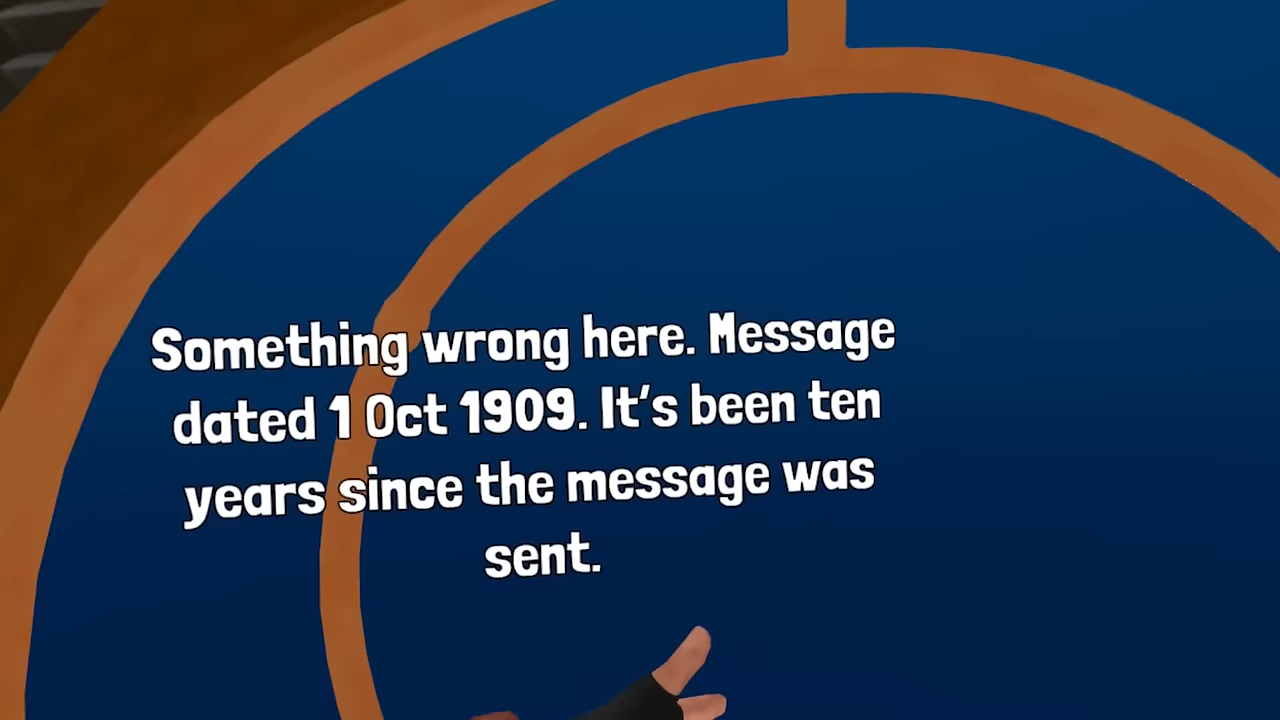 Something wrong here. Message
dated 1 Oct 1909. It's been ten
years since the message was
sent.